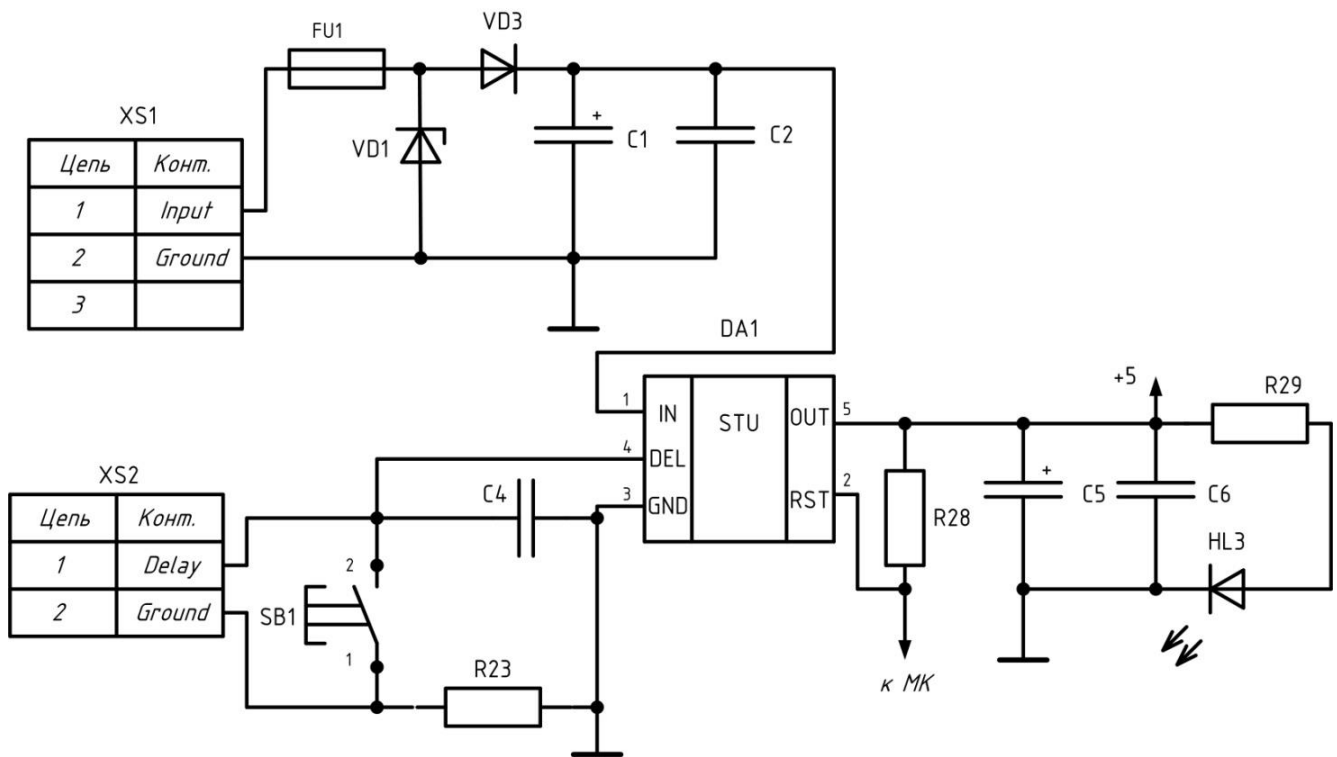 FU1
VD3
XS1
Цепь Конт.
1 Input
2 Ground
3
VD1
+
C1
C2
DA1
1 IN
4 DEL
3 GND
STU
OUT 5
RST 2
+5
R29
R28
+
C5
C6
HL3
к МК
XS2
Цепь Конт.
1 Delay
2 Ground
C4
2
SB1
1
R23